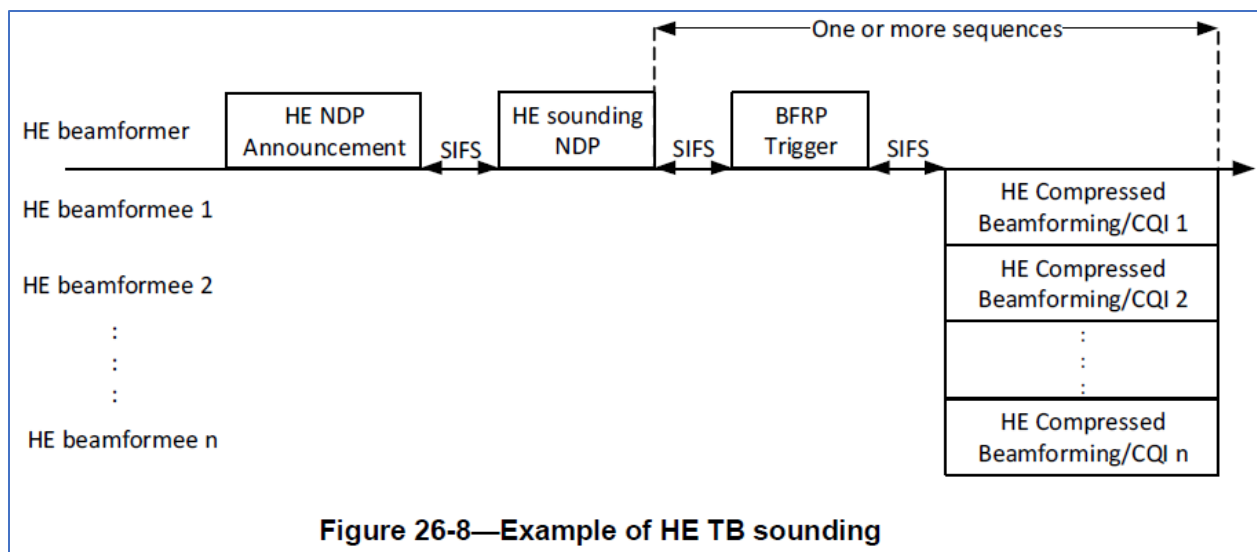 One or more sequences
HE beamformer
HE NDP
Announcement
SIFS
HE sounding
NDP
SIFS
BFRP
Trigger
SIFS
HE beamformee 1
HE Compressed
Beamforming/CQI 1
HE beamformee 2
HE Compressed
Beamforming/CQI 2
:
:
:
:
:
:
HE beamformee n
HE Compressed
Beamforming/CQI n
Figure 26-8—Example of HE TB sounding